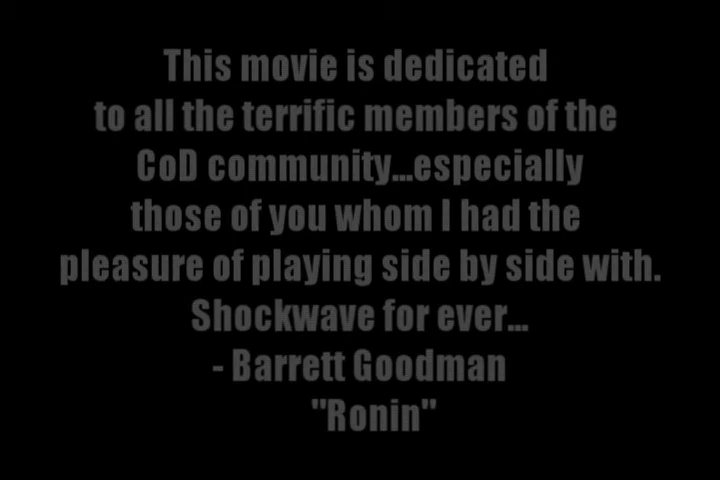 This movie is dedicated
to all the terrific members of the
CoD community...especially
those of you whom I had the
pleasure of playing side by side with.
Shockwave for ever...
- Barrett Goodman
"Ronin"